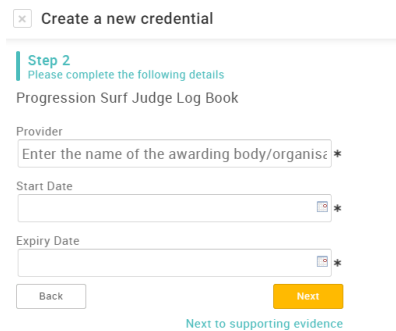 × Create a new credential
Step 2
Please complete the following details
Progression Surf Judge Log Book
Provider
Enter the name of the awarding body/organisa *
Start Date
*
Expiry Date
*
Back
Next
Next to supporting evidence